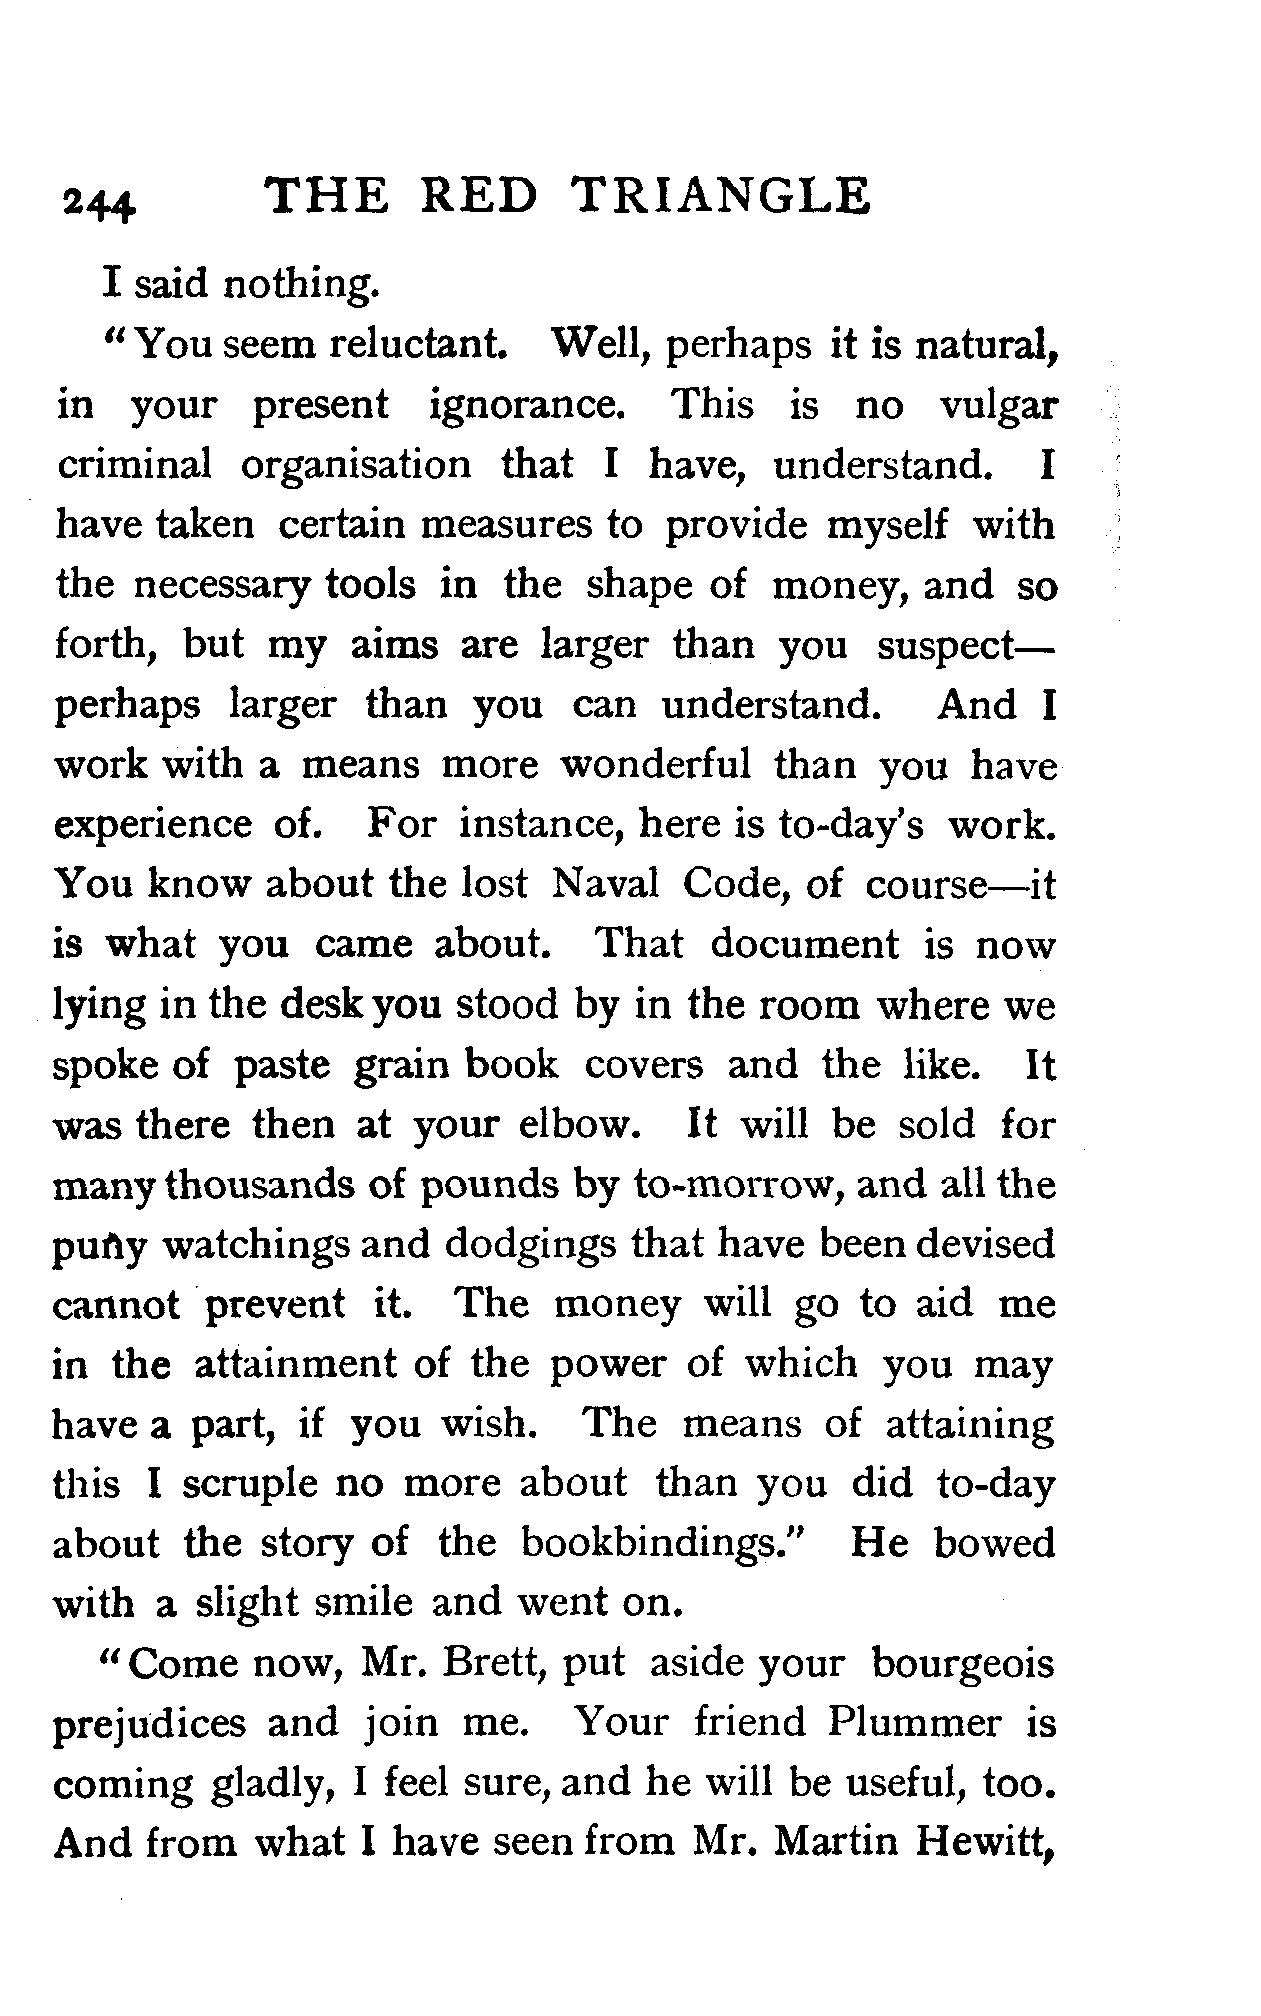 244 THE RED TRIANGLE
I said nothing.
"You seem reluctant. Well, perhaps it is natural,
in your present ignorance. This is no vulgar
criminal organisation that I have, understand. I
have taken certain measures to provide myself with
the necessary tools in the shape of money, and so
forth, but my aims are larger than you suspect—
perhaps larger than you can understand. And I
work with a means more wonderful than you have
experience of. For instance, here is to-day's work.
You know about the lost Naval Code, of course—it
is what you came about. That document is now
lying in the desk you stood by in the room where we
spoke of paste grain book covers and the like. It
was there then at your elbow. It will be sold for
many thousands of pounds by to-morrow, and all the
puny watchings and dodgings that have been devised
cannot prevent it. The money will go to aid me
in the attainment of the power of which you may
have a part, if you wish. The means of attaining
this I scruple no more about than you did to-day
about the story of the bookbindings." He bowed
with a slight smile and went on.
"Come now, Mr. Brett, put aside your bourgeois
prejudices and join me. Your friend Plummer is
coming gladly, I feel sure, and he will be useful, too.
And from what I have seen from Mr. Martin Hewitt,